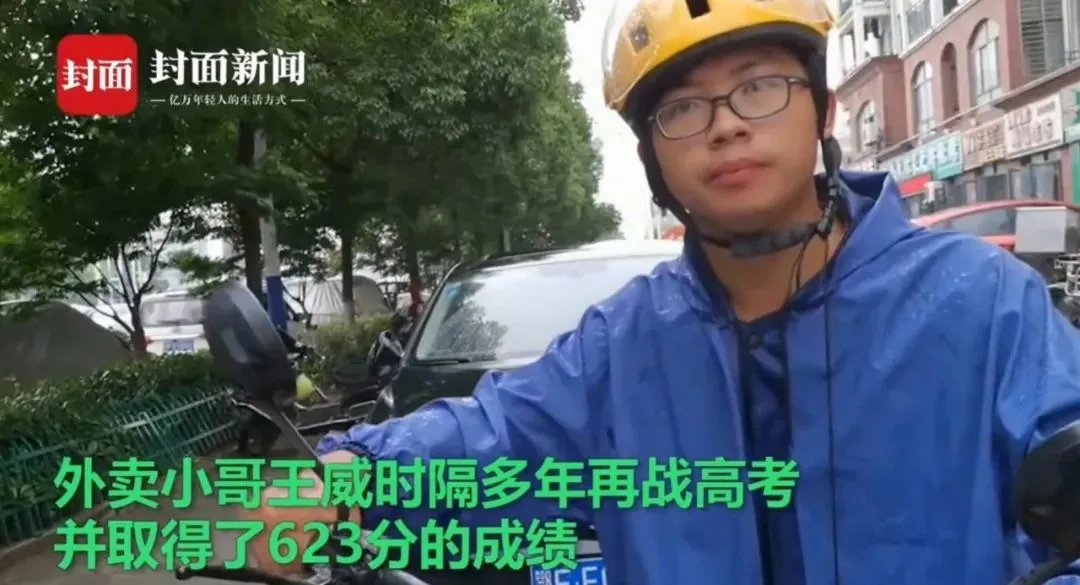 封面
封面新闻
亿万年轻人的生活方式
外卖小哥王威时隔多年再战高考
并取得了623分的成绩